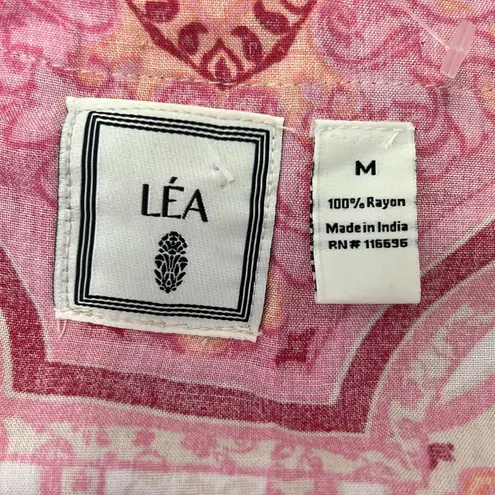 LÉA
M
100% Rayon
Made in India
RN# 116696